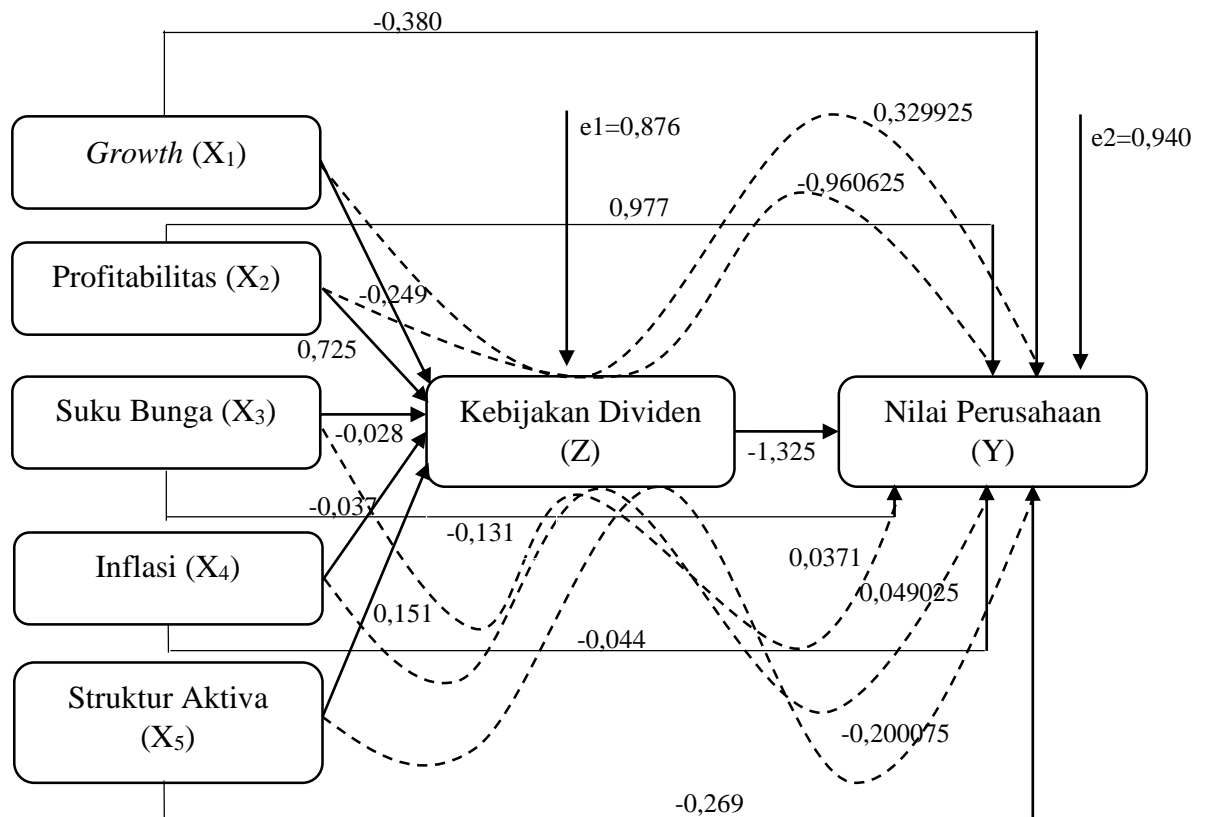 -0,380
e1=0,876
0,329925
e2=0,940
Growth (X1)
-0,960625
0,977
Profitabilitas (X2)
-0,249
0,725
Suku Bunga (X3)
-0,028
Kebijakan Dividen
(Z)
-1,325
Nilai Perusahaan
(Y)
-0,037
-0,131
0,0371
Inflasi (X4)
0,049025
0,151
-0,044
Struktur Aktiva
(X5)
-0,200075
-0,269